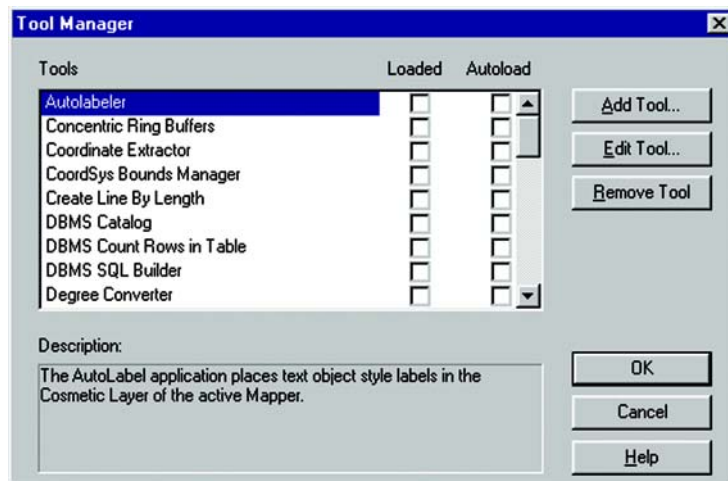 Tool Manager
Tools Loaded Autoload
Autolabeler
Concentric Ring Buffers
Coordinate Extractor
CoordSys Bounds Manager
Create Line By Length
DBMS Catalog
DBMS Count Rows in Table
DBMS SQL Builder
Degree Converter
Add Tool...
Edit Tool...
Remove Tool
Description:
The AutoLabel application places text object style labels in the
Cosmetic Layer of the active Mapper.
OK
Cancel
Help